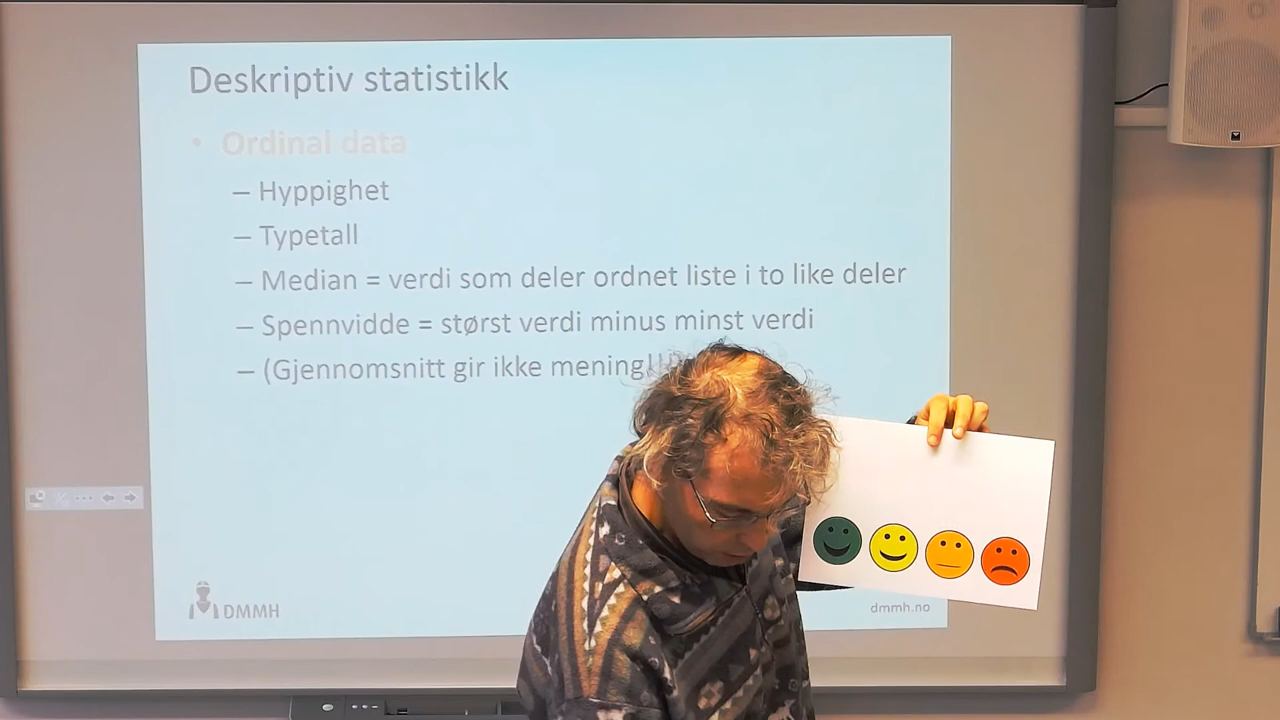 Deskriptiv statistikk
• Ordinal data
– Hyppighet
– Typetall
– Median = verdi som deler ordnet liste i to like deler
– Spennvidde = størst verdi minus minst verdi
– (Gjennomsnitt gir ikke mening!
DMMH
dmmh.no